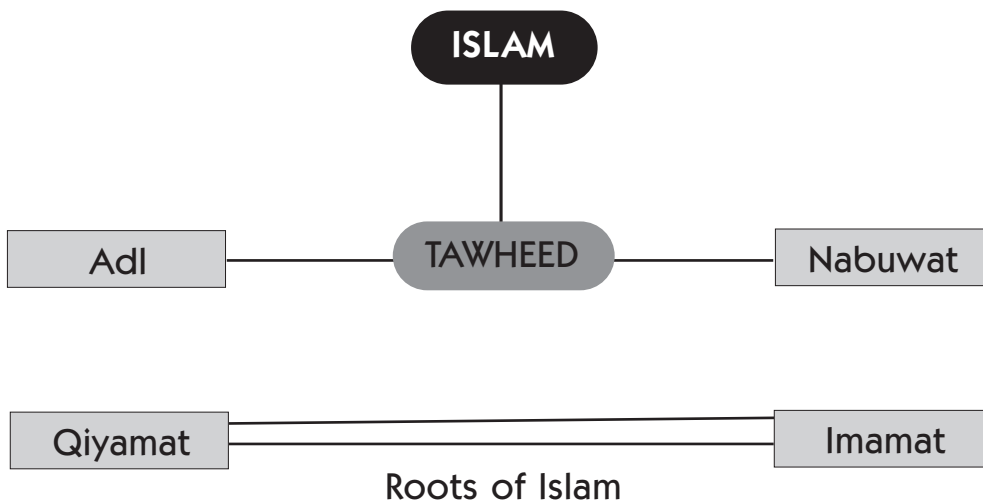 ISLAM
Adl
TAWHEED
Nabuwat
Qiyamat
Imamat
Roots of Islam